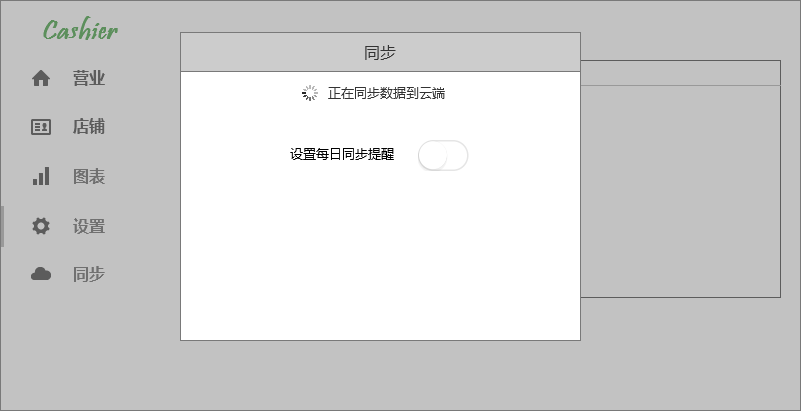 Cashier
营业
店铺
图表
设置
同步
同步
正在同步数据到云端
设置每日同步提醒